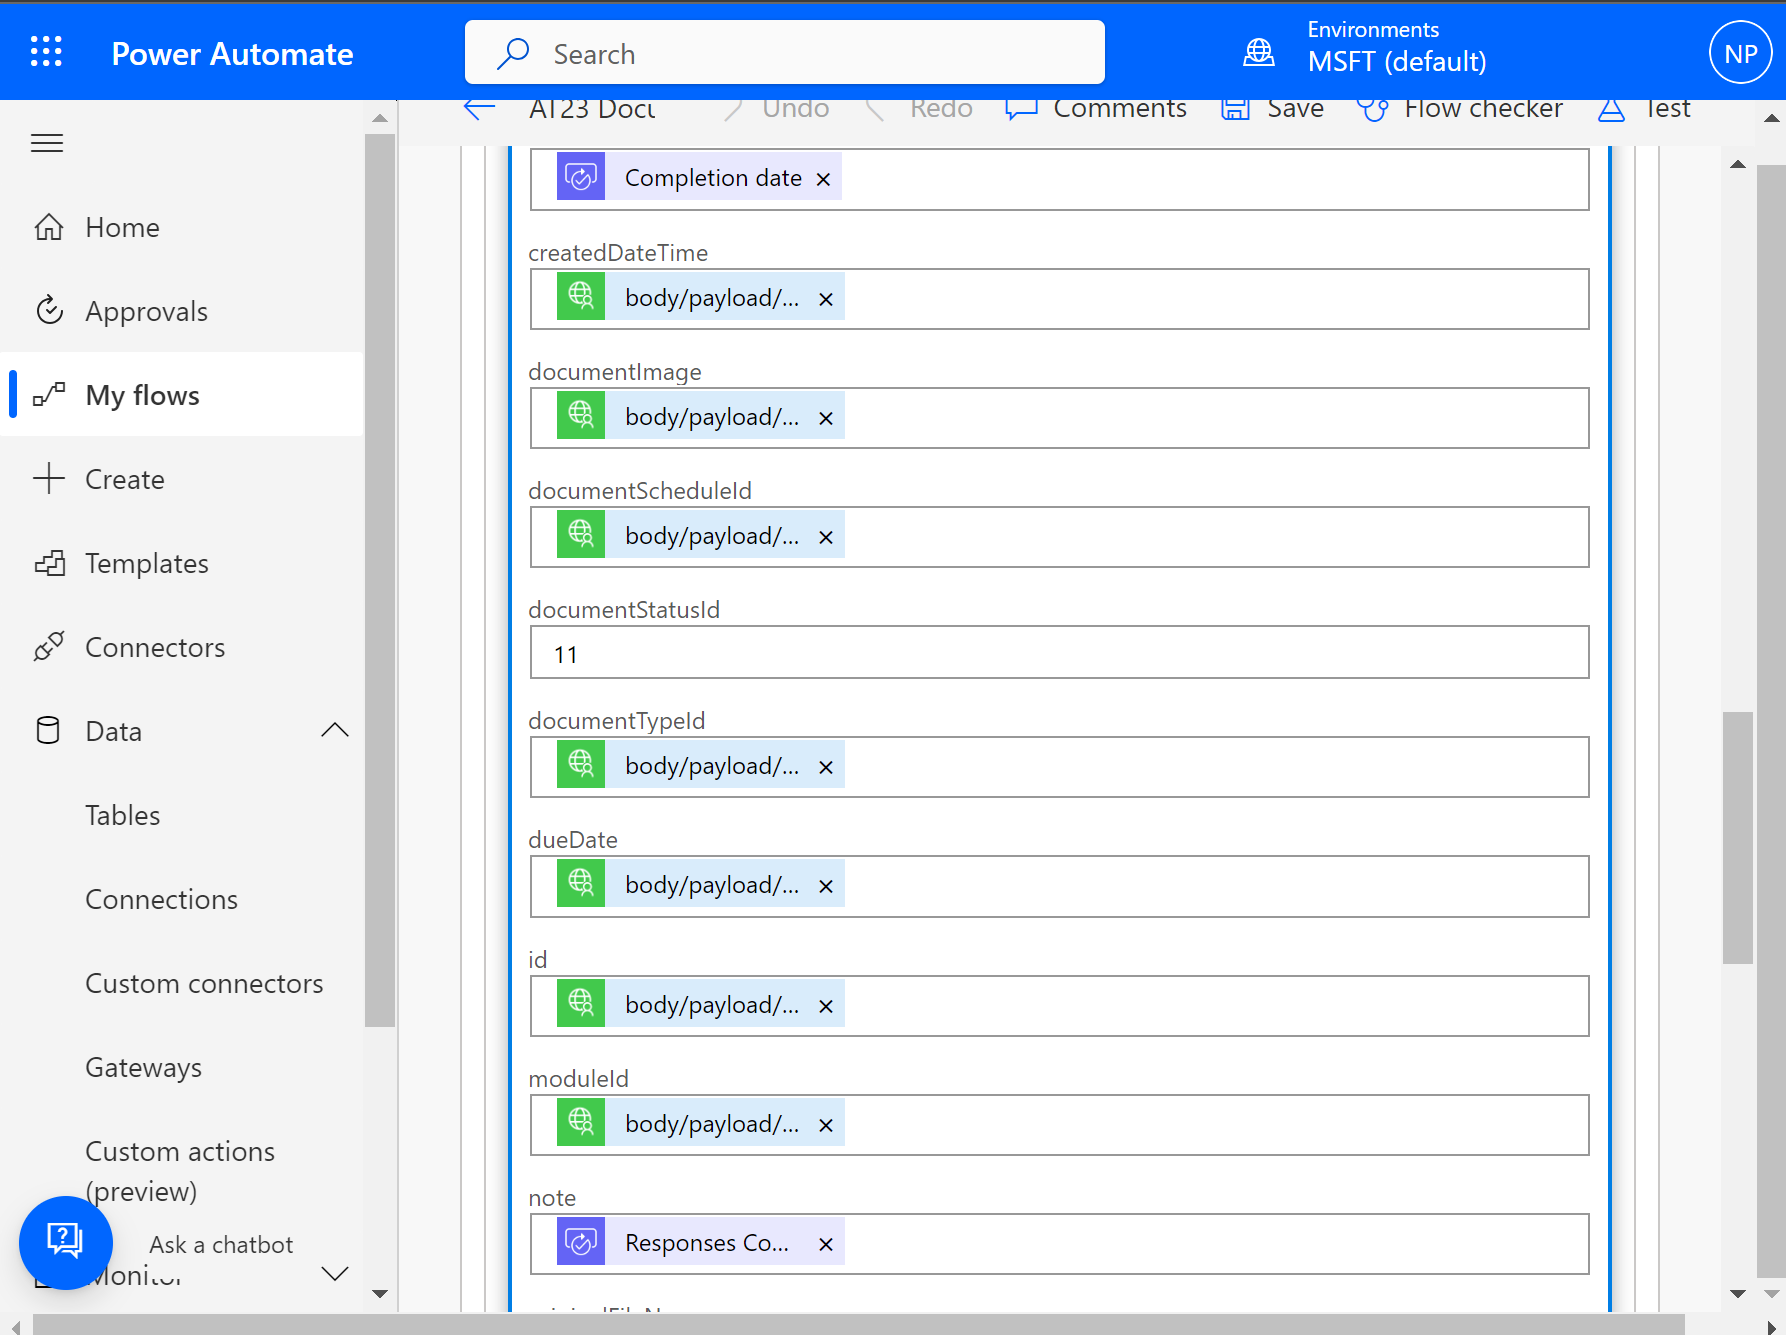 Power Automate
Search
Environments
MSFT (default)
NP
AT23 Docu
Undo
Redo
Comments
Save
Flow checker
Test
Home
Approvals
My flows
Create
Templates
Connectors
Data
Tables
Connections
Custom connectors
Gateways
Custom actions
(preview)
Ask a chatbot
Monitor
Completion date ×
createdDateTime
body/payload/... ×
documentImage
body/payload/... ×
documentScheduleId
body/payload/... ×
documentStatusId
11
documentTypeId
body/payload/... ×
dueDate
body/payload/... ×
id
body/payload/... ×
moduleId
body/payload/... ×
note
Responses Co... ×